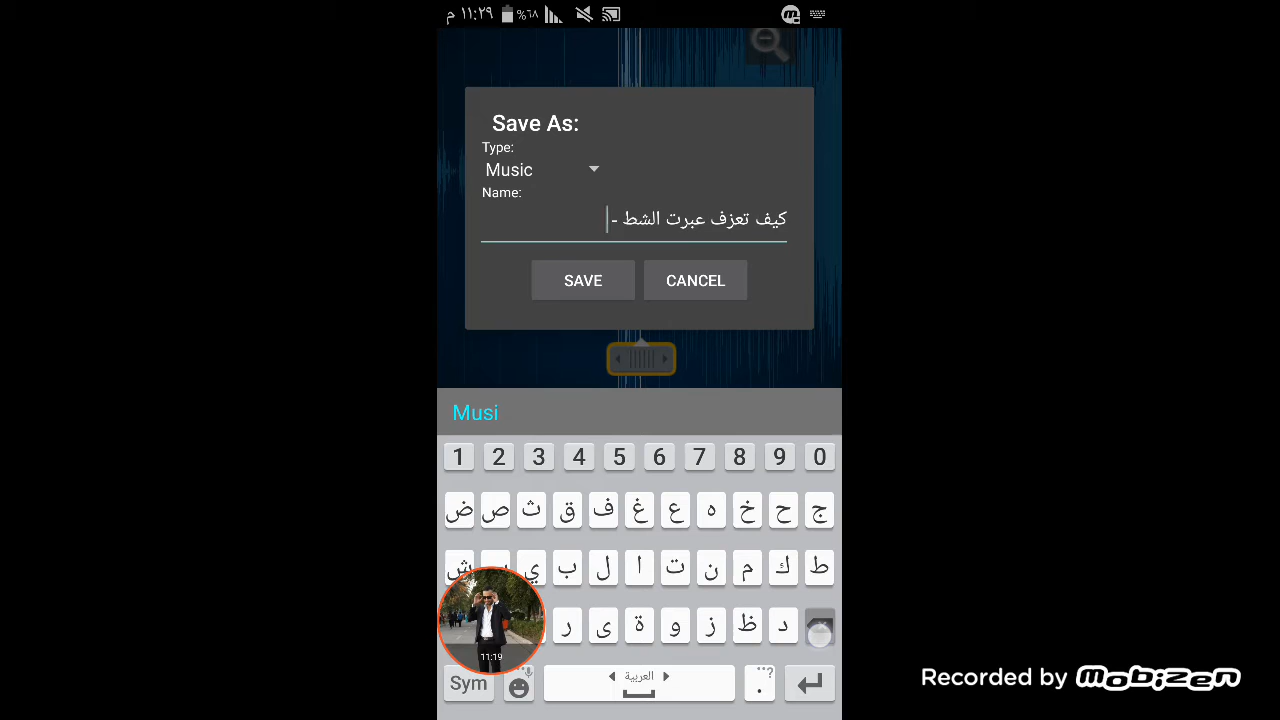 م ١١:٢٩ %٦٨
Save As:
Type:
Music
Name:
كيف تعزف عبرت الشط -
SAVE CANCEL
Musi
1 2 3 4 5 6 7 8 9 0
ض ص ث ق ف غ ع ه خ ح ج
ش ي ب ل ا ت ن م ك ط
ر ى ة و ز ظ د
11:19
Sym العربية . ?
Recorded by mobizen